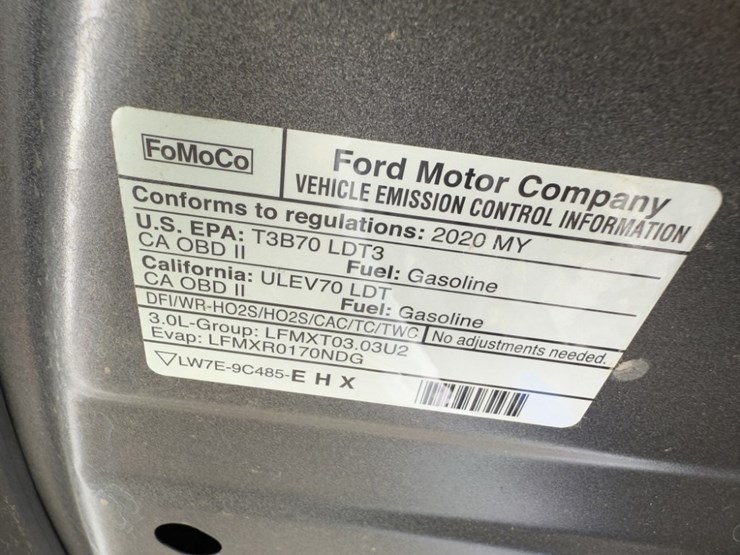 FoMoCo
Ford Motor Company
VEHICLE EMISSION CONTROL INFORMATION
Conforms to regulations: 2020 MY
U.S. EPA: T3B70 LDT3
CA OBD II Fuel: Gasoline
California: ULEV70 LDT
CA OBD II Fuel: Gasoline
DFI/WR-HO2S/HO2S/CAC/TC/TWC No adjustments needed.
3.0L-Group: LFMXT03.03U2
Evap: LFMXR0170NDG
LW7E-9C485-E H X